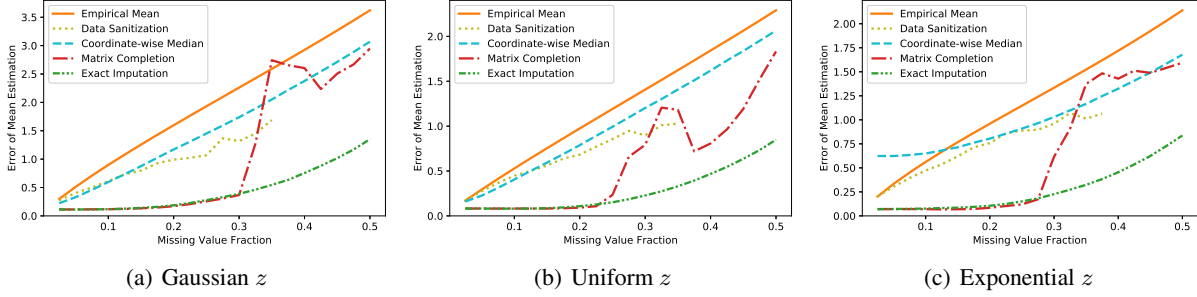 Empirical Mean
Data Sanitization
Coordinate-wise Median
Matrix Completion
Exact Imputation
Error of Mean Estimation
3.5
3.0
2.5
2.0
1.5
1.0
0.5
0.0
0.1 0.2 0.3 0.4 0.5
Missing Value Fraction
(a) Gaussian z
Empirical Mean
Data Sanitization
Coordinate-wise Median
Matrix Completion
Exact Imputation
Error of Mean Estimation
2.0
1.5
1.0
0.5
0.0
0.1 0.2 0.3 0.4 0.5
Missing Value Fraction
(b) Uniform z
Empirical Mean
Data Sanitization
Coordinate-wise Median
Matrix Completion
Exact Imputation
Error of Mean Estimation
2.00
1.75
1.50
1.25
1.00
0.75
0.50
0.25
0.00
0.1 0.2 0.3 0.4 0.5
Missing Value Fraction
(c) Exponential z